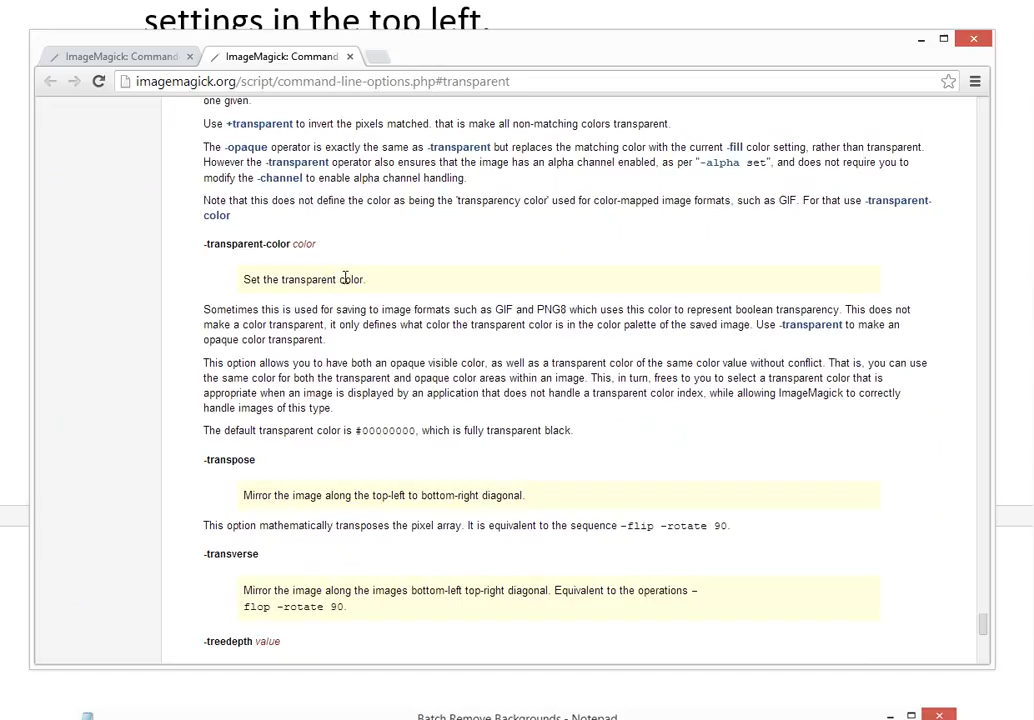 settings in the top left.
ImageMagick: Command
ImageMagick: Command
imagemagick.org/script/command-line-options.php#transparent
one given.
Use +transparent to invert the pixels matched. that is make all non-matching colors transparent.
The -opaque operator is exactly the same as -transparent but replaces the matching color with the current -fill color setting, rather than transparent.
However the -transparent operator also ensures that the image has an alpha channel enabled, as per "-alpha set", and does not require you to
modify the -channel to enable alpha channel handling.
Note that this does not define the color as being the 'transparency color' used for color-mapped image formats, such as GIF. For that use -transparent-
color
-transparent-color color
Set the transparent color.
Sometimes this is used for saving to image formats such as GIF and PNG8 which uses this color to represent boolean transparency. This does not
make a color transparent, it only defines what color the transparent color is in the color palette of the saved image. Use -transparent to make an
opaque color transparent.
This option allows you to have both an opaque visible color, as well as a transparent color of the same color value without conflict. That is, you can use
the same color for both the transparent and opaque color areas within an image. This, in turn, frees to you to select a transparent color that is
appropriate when an image is displayed by an application that does not handle a transparent color index, while allowing ImageMagick to correctly
handle images of this type.
The default transparent color is #00000000, which is fully transparent black.
-transpose
Mirror the image along the top-left to bottom-right diagonal.
This option mathematically transposes the pixel array. It is equivalent to the sequence -flip -rotate 90.
-transverse
Mirror the image along the images bottom-left top-right diagonal. Equivalent to the operations -
flop -rotate 90.
-treedepth value
Batch Remove Backgrounds - Notepad